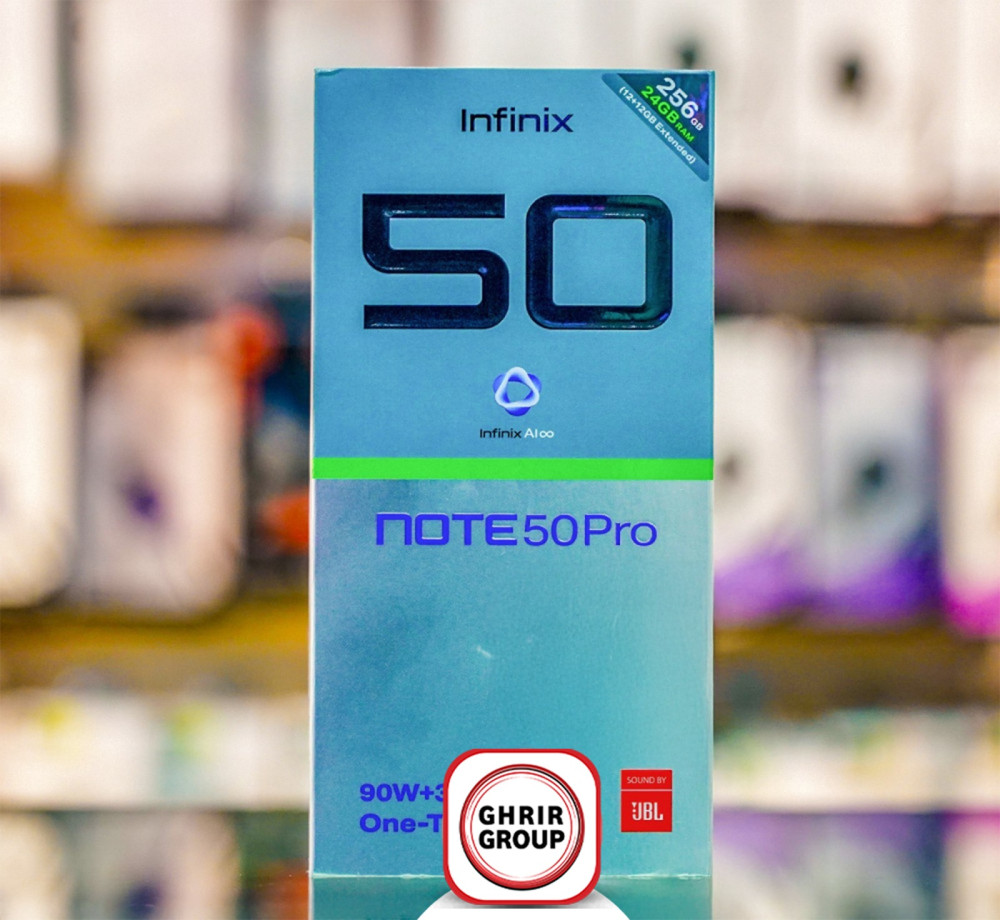 Infinix
256GB
24GB RAM
(12+12GB Extended)
50
Infinix AI∞
NOTE 50 Pro
90W+3
One-T
SOUND BY
JBL
GHRIR
GROUP